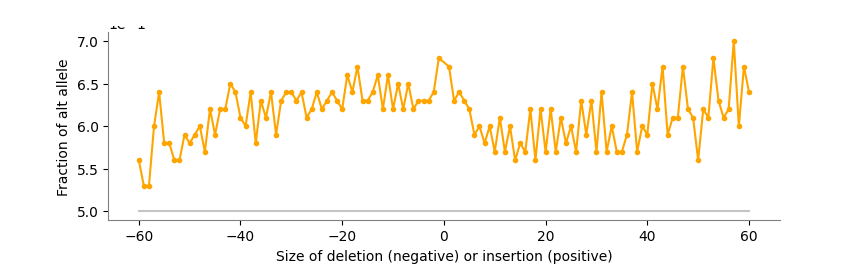 7.0
6.5
6.0
5.5
5.0
Fraction of alt allele
−60 −40 −20 0 20 40 60
Size of deletion (negative) or insertion (positive)